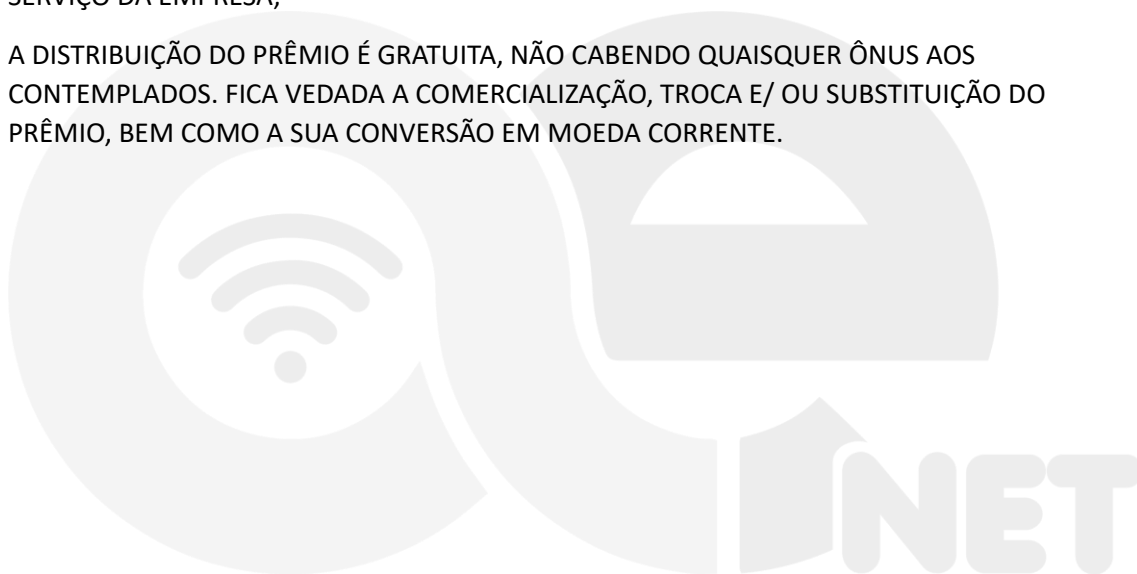 SERVIÇO DA EMPRESA;
A DISTRIBUIÇÃO DO PRÊMIO É GRATUITA, NÃO CABENDO QUAISQUER ÔNUS AOS
CONTEMPLADOS. FICA VEDADA A COMERCIALIZAÇÃO, TROCA E/ OU SUBSTITUIÇÃO DO
PRÊMIO, BEM COMO A SUA CONVERSÃO EM MOEDA CORRENTE.
ae
NET